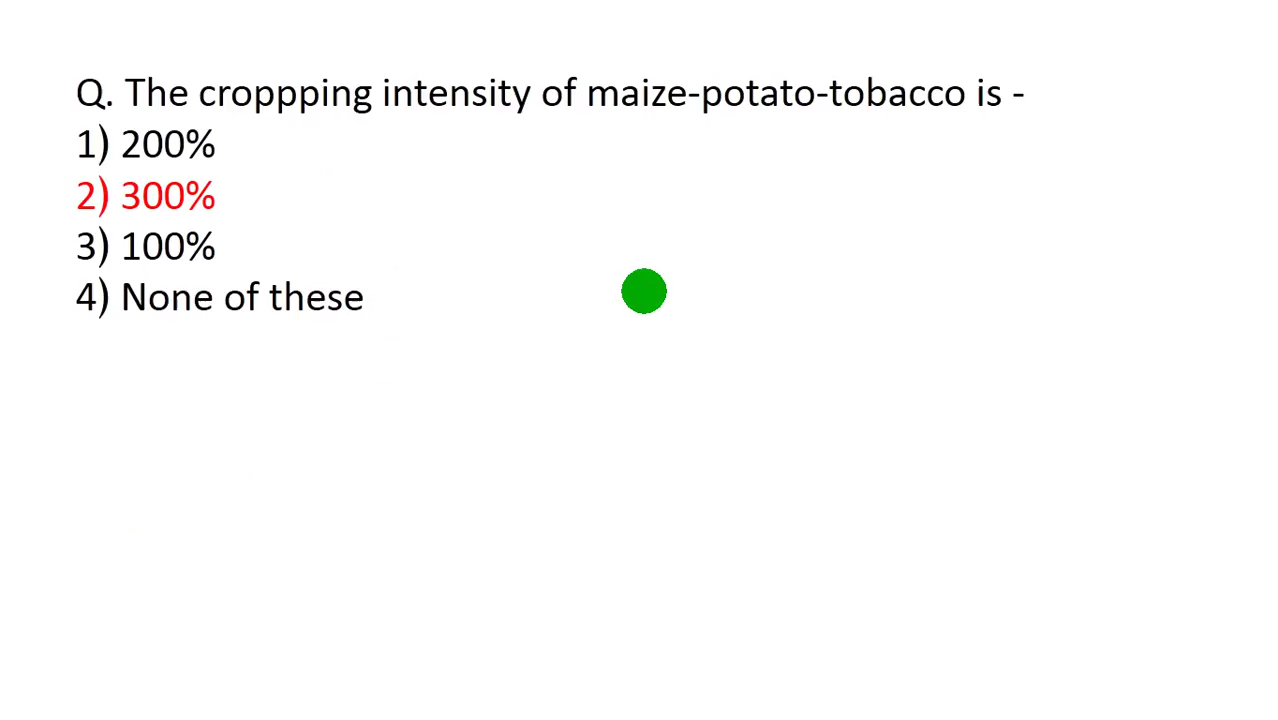 Q. The croppping intensity of maize-potato-tobacco is -
1) 200%
2) 300%
3) 100%
4) None of these